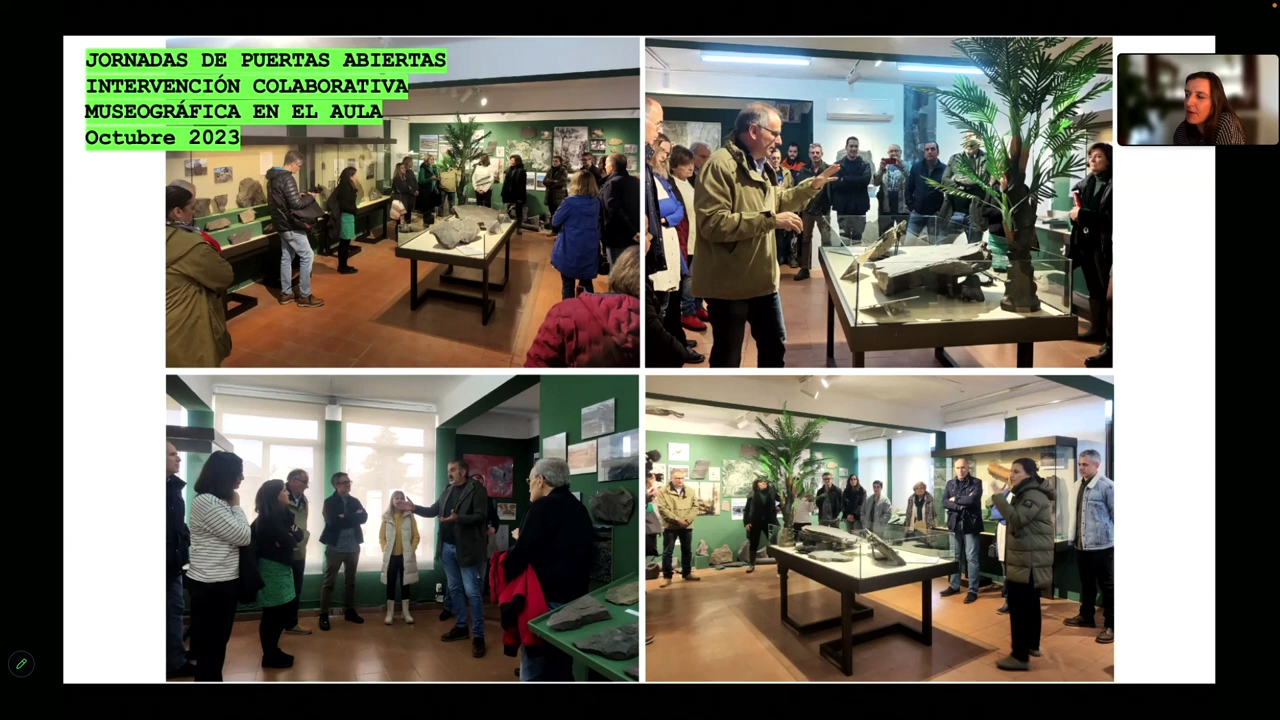 JORNADAS DE PUERTAS ABIERTAS
INTERVENCIÓN COLABORATIVA
MUSEOGRÁFICA EN EL AULA
Octubre 2023